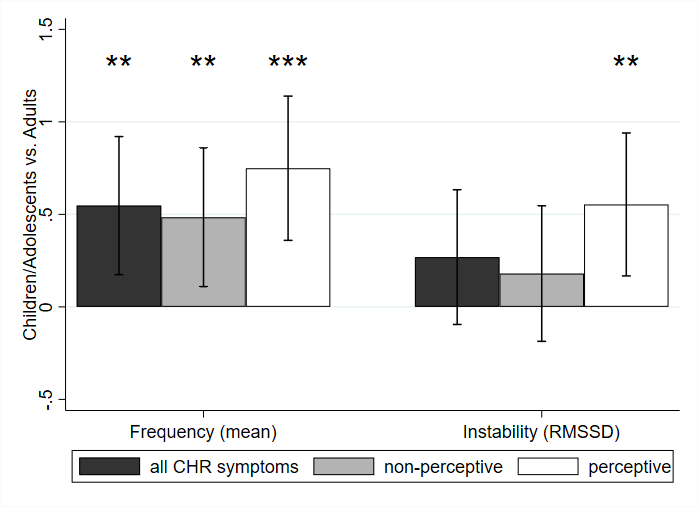 Children/Adolescents vs. Adults
1.5
1
.5
0
-.5
** ** *** **
Frequency (mean) Instability (RMSSD)
all CHR symptoms non-perceptive perceptive